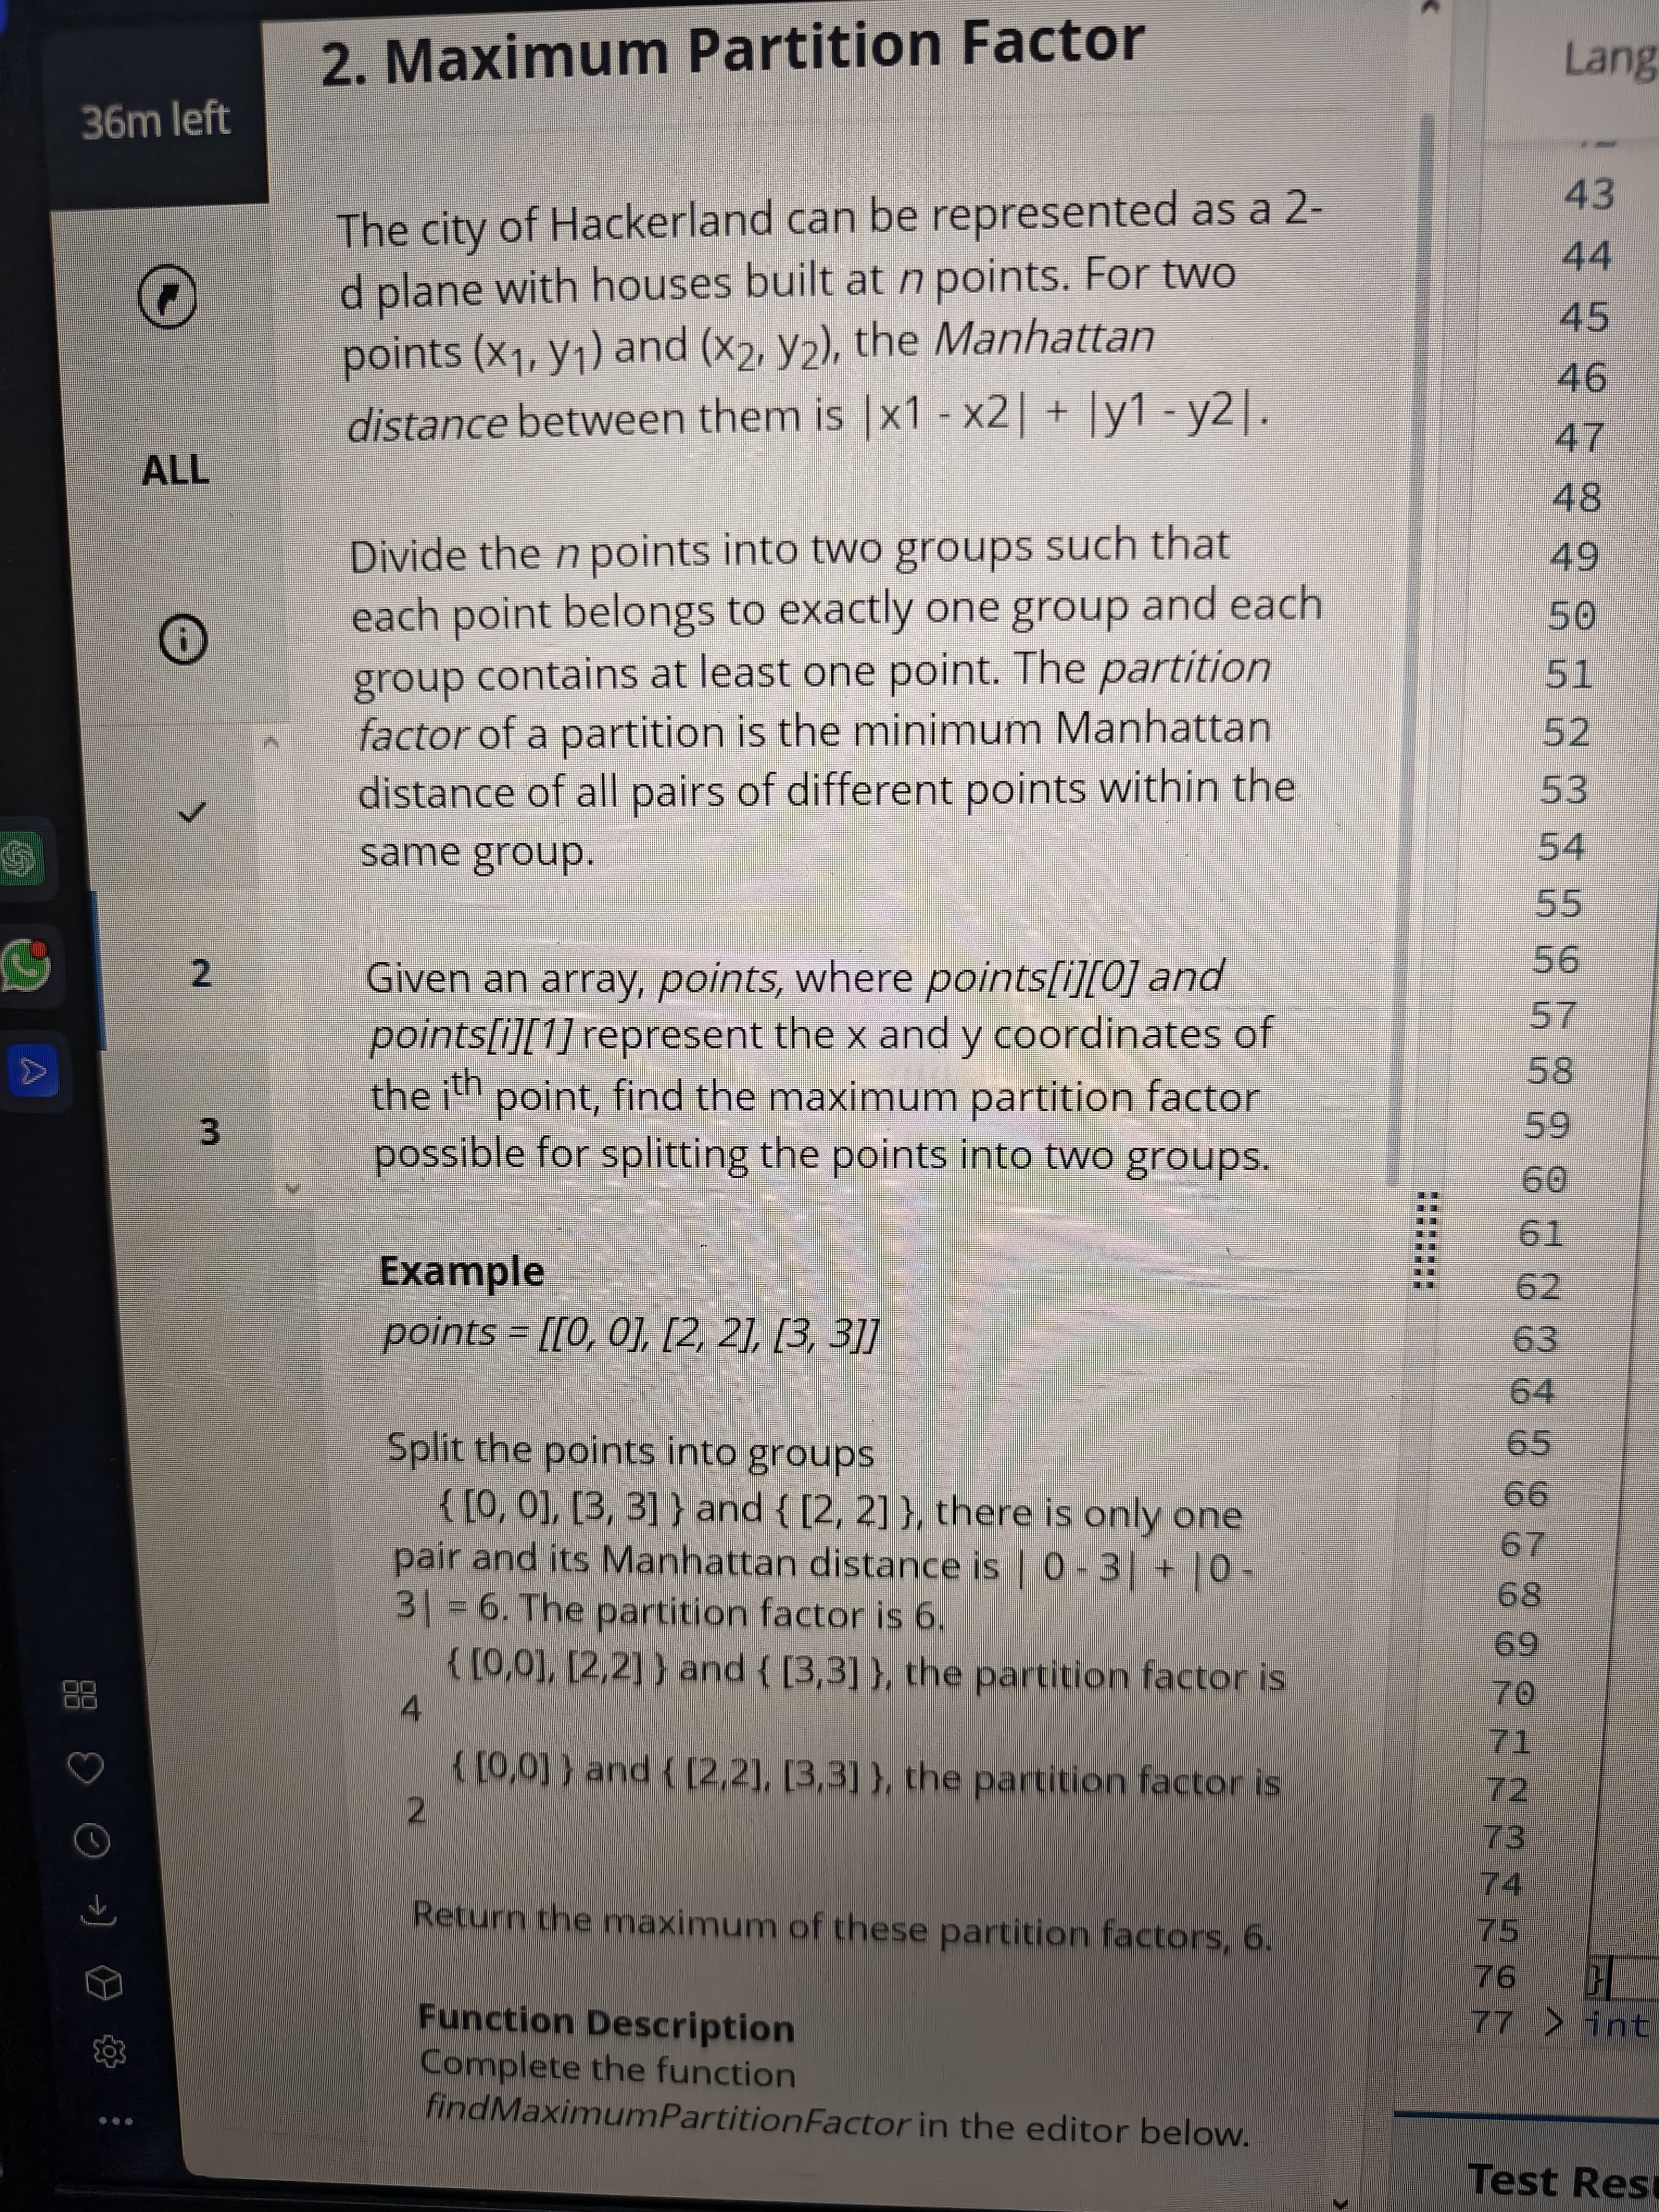 2. Maximum Partition Factor
Lang
36m left
The city of Hackerland can be represented as a 2-
d plane with houses built at n points. For two
points (x1, y1) and (x2, y2), the Manhattan
distance between them is |x1 - x2| + |y1 - y2|.
ALL
Divide the n points into two groups such that
each point belongs to exactly one group and each
group contains at least one point. The partition
factor of a partition is the minimum Manhattan
distance of all pairs of different points within the
same group.
2
Given an array, points, where points[i][0] and
points[i][1] represent the x and y coordinates of
the ith point, find the maximum partition factor
possible for splitting the points into two groups.
3
Example
points = [[0, 0], [2, 2], [3, 3]]
Split the points into groups
{ [0, 0], [3, 3] } and { [2, 2] }, there is only one
pair and its Manhattan distance is | 0 - 3| + |0 -
3| = 6. The partition factor is 6.
{ [0,0], [2,2] } and { [3,3] }, the partition factor is
4
{ [0,0] } and { [2,2], [3,3] }, the partition factor is
2
Return the maximum of these partition factors, 6.
Function Description
Complete the function
findMaximumPartitionFactor in the editor below.
43
44
45
46
47
48
49
50
51
52
53
54
55
56
57
58
59
60
61
62
63
64
65
66
67
68
69
70
71
72
73
74
75
76 }
77 > int
Test Res